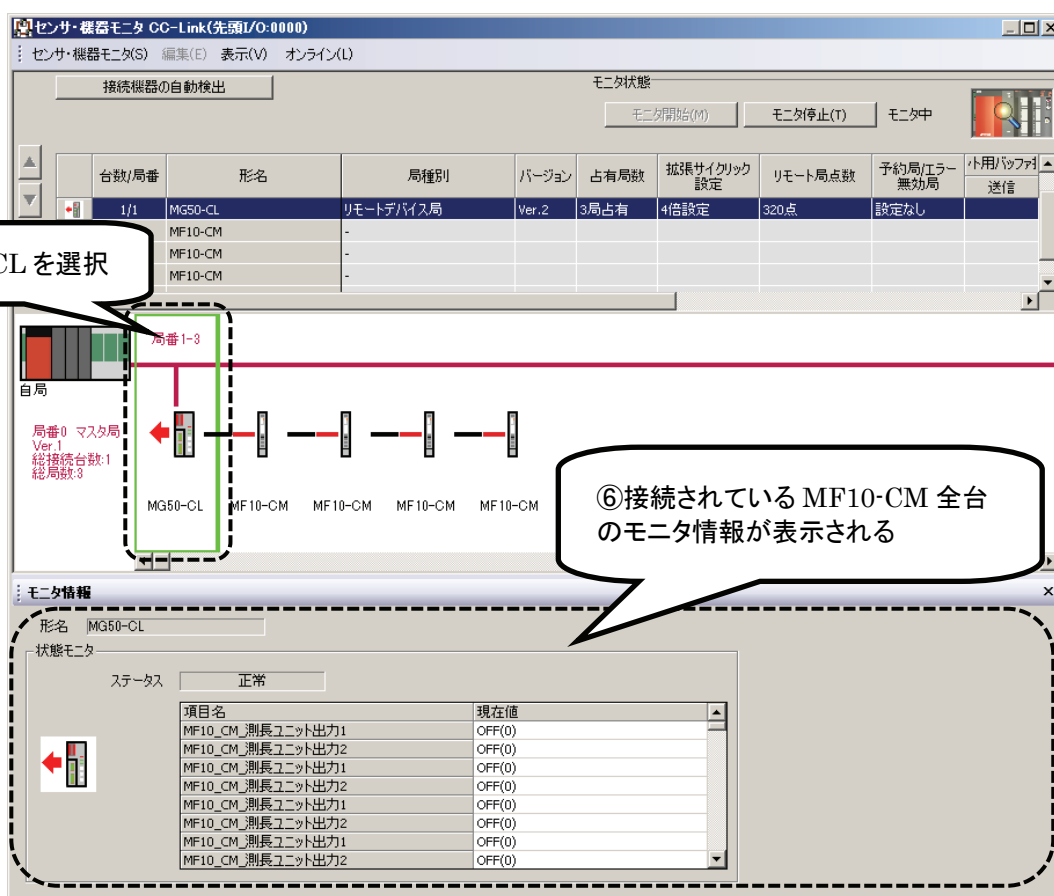 センサ・機器モニタ CC-Link(先頭I/O:0000)
センサ・機器モニタ(S) 編集(E) 表示(V) オンライン(L)
接続機器の自動検出
モニタ状態
モニタ開始(M) モニタ停止(T) モニタ中
台数/局番 形名 局種別 バージョン 占有局数 拡張サイクリック設定 リモート局点数 予約局/エラー無効局 送信
1/1 MG50-CL リモートデバイス局 Ver.2 3局占有 4倍設定 320点 設定なし
MF10-CM -
MF10-CM -
MF10-CM -
CLを選択
局番1-3
自局
局番0 マスタ局
Ver.1
総接続台数:1
総局数:3
MG50-CL MF10-CM MF10-CM MF10-CM MF10-CM
⑥接続されている MF10-CM 全台
のモニタ情報が表示される
モニタ情報
形名 MG50-CL
状態モニタ
ステータス 正常
項目名 現在値
MF10_CM_測長ユニット出力1 OFF(0)
MF10_CM_測長ユニット出力2 OFF(0)
MF10_CM_測長ユニット出力1 OFF(0)
MF10_CM_測長ユニット出力2 OFF(0)
MF10_CM_測長ユニット出力1 OFF(0)
MF10_CM_測長ユニット出力2 OFF(0)
MF10_CM_測長ユニット出力1 OFF(0)
MF10_CM_測長ユニット出力2 OFF(0)